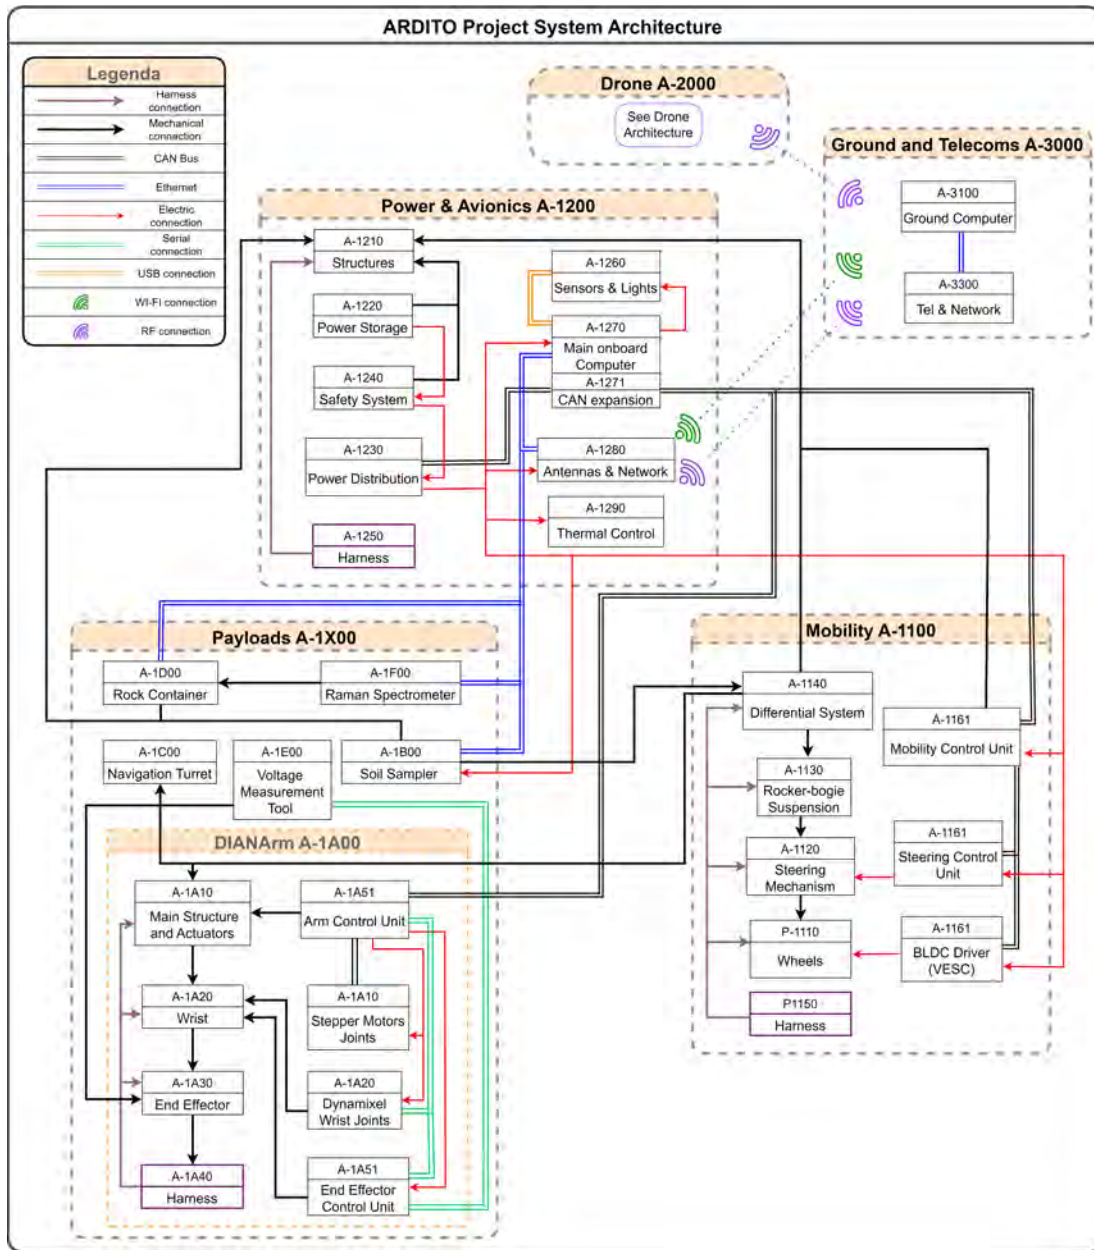 ARDITO Project System Architecture
Legenda
Harness
connection
Mechanical
connection
CAN Bus
Ethernet
Electric
connection
Serial
connection
USB connection
WI-FI connection
RF connection
Drone A-2000
See Drone
Architecture
Ground and Telecoms A-3000
A-3100
Ground Computer
A-3300
Tel & Network
Power & Avionics A-1200
A-1210
Structures
A-1220
Power Storage
A-1240
Safety System
A-1230
Power Distribution
A-1250
Harness
A-1260
Sensors & Lights
A-1270
Main onboard
Computer
A-1271
CAN expansion
A-1280
Antennas & Network
A-1290
Thermal Control
Payloads A-1X00
A-1D00
Rock Container
A-1F00
Raman Spectrometer
A-1C00
Navigation Turret
A-1E00
Voltage
Measurement
Tool
A-1B00
Soil Sampler
DIANArm A-1A00
A-1A10
Main Structure
and Actuators
A-1A51
Arm Control Unit
A-1A20
Wrist
A-1A10
Stepper Motors
Joints
A-1A30
End Effector
A-1A20
Dynamixel
Wrist Joints
A-1A40
Harness
A-1A51
End Effector
Control Unit
Mobility A-1100
A-1140
Differential System
A-1161
Mobility Control Unit
A-1130
Rocker-bogie
Suspension
A-1120
Steering
Mechanism
A-1161
Steering Control
Unit
P-1110
Wheels
A-1161
BLDC Driver
(VESC)
P1150
Harness